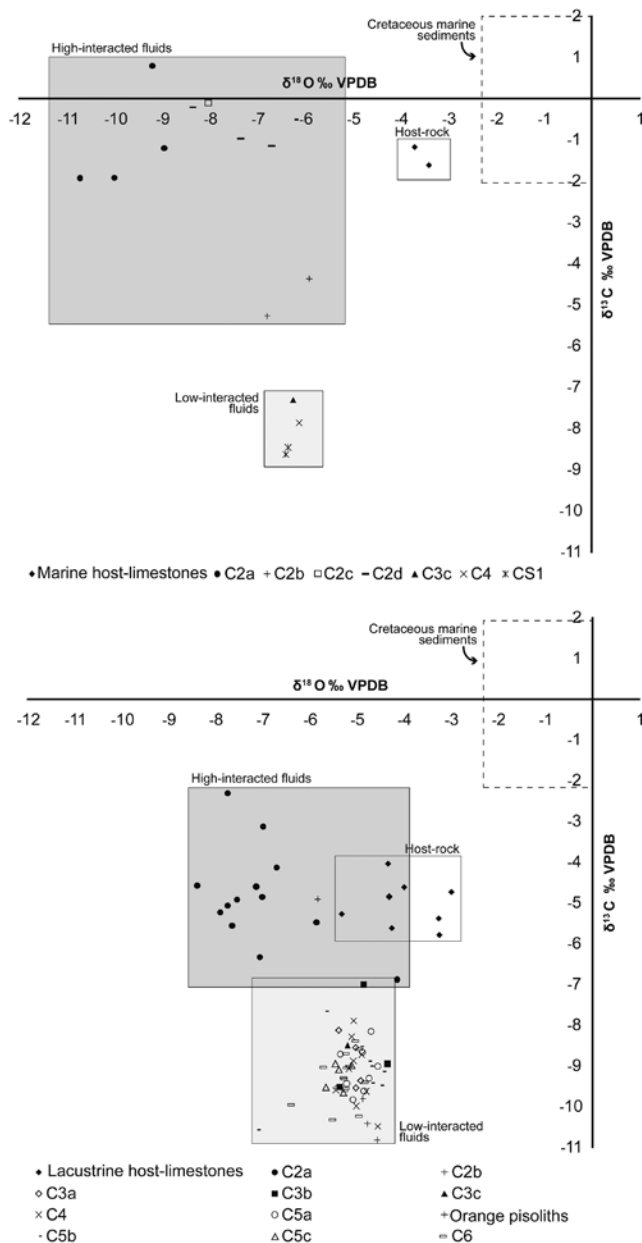 Cretaceous marine
sediments
2
High-interacted fluids
1
δ18O ‰ VPDB
-12 -11 -10 -9 -8 -7 -6 -5 -4 -3 -2 -1 1
Host-rock
-1
2
-3
-4
-5
-6
Low-interacted
fluids
-7
-8
-9
-10
-11
δ13C ‰ VPDB
Marine host-limestones C2a C2b C2c C2d C3c C4 CS1
Cretaceous marine
sediments
2
1
δ18O ‰ VPDB
-12 -11 -10 -9 -8 -7 -6 -5 -4 -3 -2 -1 1
High-interacted fluids
-1
-2
-3
Host-rock
-4
-5
-6
-7
-8
-9
-10
-11
Low-interacted
fluids
δ13C ‰ VPDB
Lacustrine host-limestones C2a C2b
C3a C3b C3c
C4 C5a Orange pisoliths
C5b C5c C6